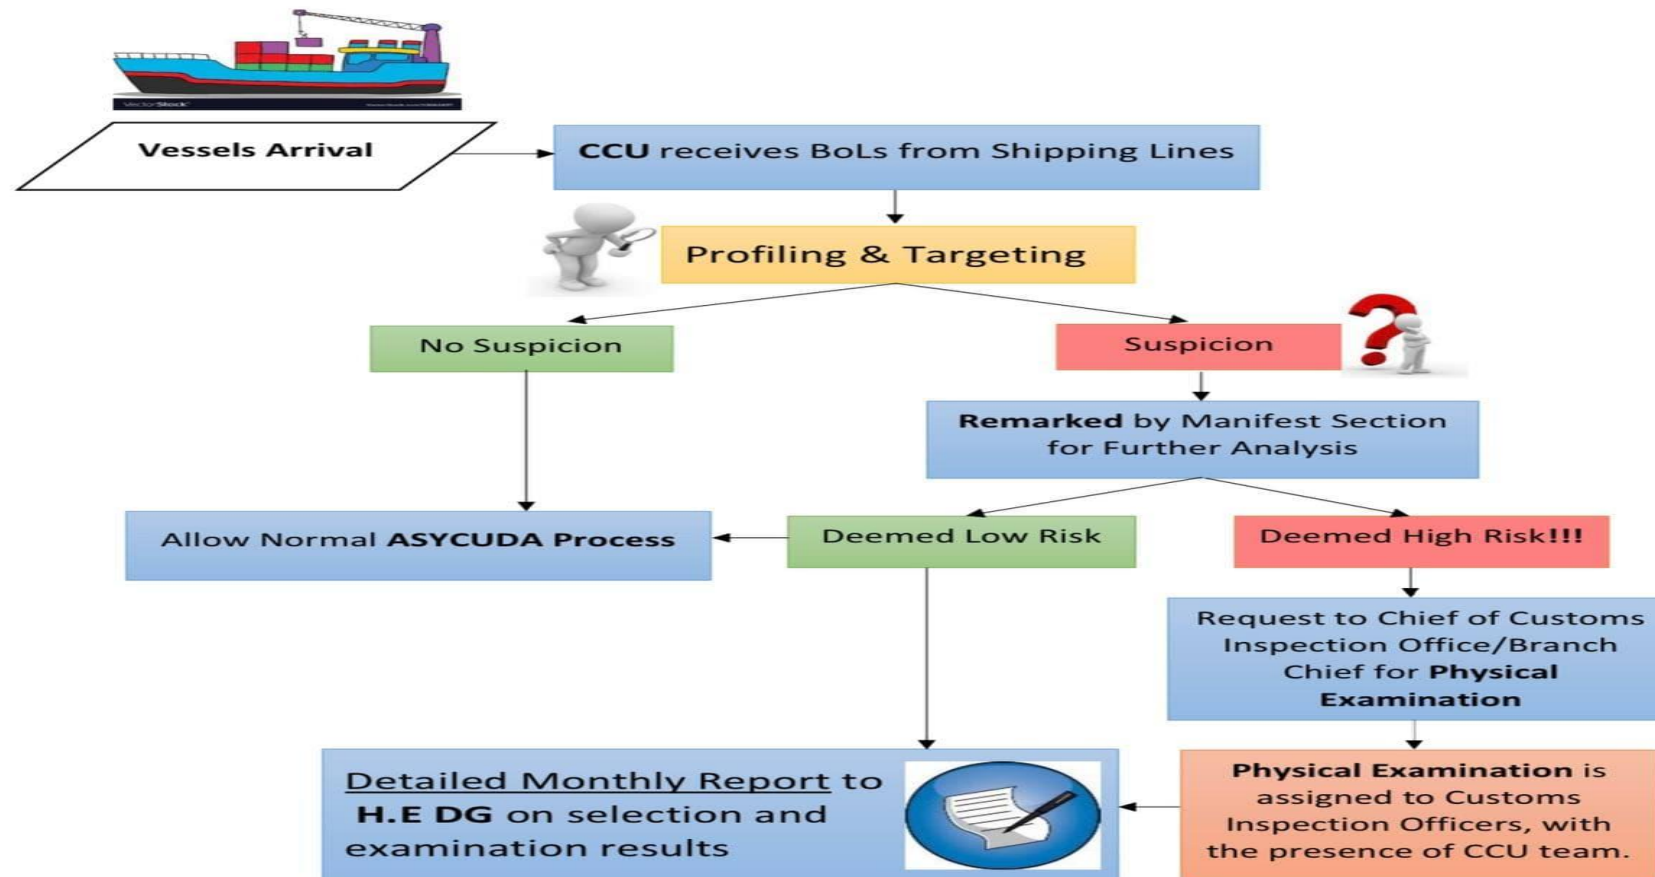 VectorStock®
Vessels Arrival
CCU receives BoLs from Shipping Lines
Profiling & Targeting
No Suspicion
Suspicion
Remarked by Manifest Section
for Further Analysis
Allow Normal ASYCUDA Process
Deemed Low Risk
Deemed High Risk!!!
Request to Chief of Customs
Inspection Office/Branch
Chief for Physical
Examination
Detailed Monthly Report to
H.E DG on selection and
examination results
Physical Examination is
assigned to Customs
Inspection Officers, with
the presence of CCU team.